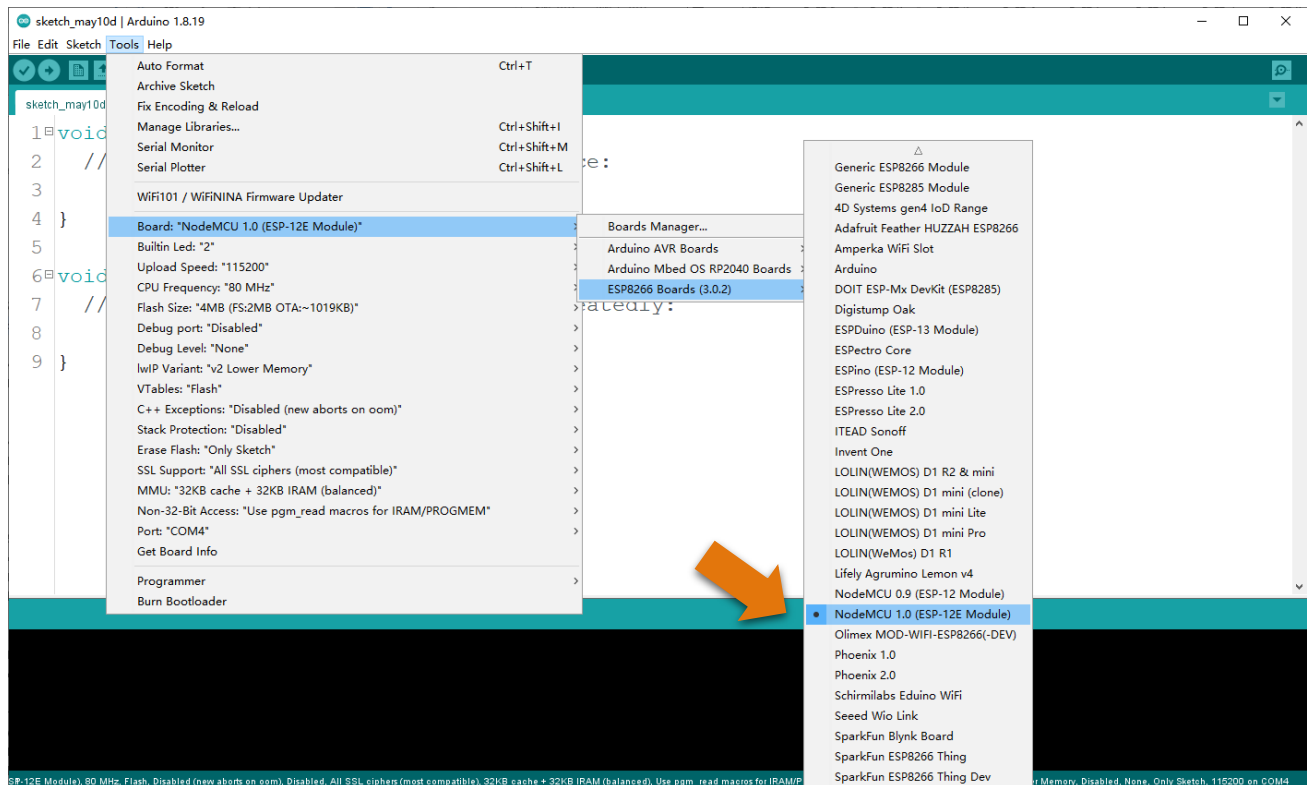 sketch_may10d | Arduino 1.8.19
File Edit Sketch Tools Help
sketch_may10d
1 void
2 // ce:
3
4 }
5
6 void
7 // eatedly:
8
9 }
Auto Format Ctrl+T
Archive Sketch
Fix Encoding & Reload
Manage Libraries... Ctrl+Shift+I
Serial Monitor Ctrl+Shift+M
Serial Plotter Ctrl+Shift+L
WiFi101 / WiFiNINA Firmware Updater
Board: "NodeMCU 1.0 (ESP-12E Module)"
Builtin Led: "2"
Upload Speed: "115200"
CPU Frequency: "80 MHz"
Flash Size: "4MB (FS:2MB OTA:~1019KB)"
Debug port: "Disabled"
Debug Level: "None"
lwIP Variant: "v2 Lower Memory"
VTables: "Flash"
C++ Exceptions: "Disabled (new aborts on oom)"
Stack Protection: "Disabled"
Erase Flash: "Only Sketch"
SSL Support: "All SSL ciphers (most compatible)"
MMU: "32KB cache + 32KB IRAM (balanced)"
Non-32-Bit Access: "Use pgm_read macros for IRAM/PROGMEM"
Port: "COM4"
Get Board Info
Programmer
Burn Bootloader
Boards Manager...
Arduino AVR Boards
Arduino Mbed OS RP2040 Boards
ESP8266 Boards (3.0.2)
Generic ESP8266 Module
Generic ESP8285 Module
4D Systems gen4 IoD Range
Adafruit Feather HUZZAH ESP8266
Amperka WiFi Slot
Arduino
DOIT ESP-Mx DevKit (ESP8285)
Digistump Oak
ESPDuino (ESP-13 Module)
ESPectro Core
ESPino (ESP-12 Module)
ESPresso Lite 1.0
ESPresso Lite 2.0
ITEAD Sonoff
Invent One
LOLIN(WEMOS) D1 R2 & mini
LOLIN(WEMOS) D1 mini (clone)
LOLIN(WEMOS) D1 mini Lite
LOLIN(WEMOS) D1 mini Pro
LOLIN(WeMos) D1 R1
Lifely Agrumino Lemon v4
NodeMCU 0.9 (ESP-12 Module)
NodeMCU 1.0 (ESP-12E Module)
Olimex MOD-WIFI-ESP8266(-DEV)
Phoenix 1.0
Phoenix 2.0
Schirmilabs Eduino WiFi
Seeed Wio Link
SparkFun Blynk Board
SparkFun ESP8266 Thing
SparkFun ESP8266 Thing Dev
-12E Module), 80 MHz, Flash, Disabled (new aborts on oom), Disabled, All SSL ciphers (most compatible), 32KB cache + 32KB IRAM (balanced), Use pgm_read macros for IRAM/P r Memory, Disabled, None, Only Sketch, 115200 on COM4